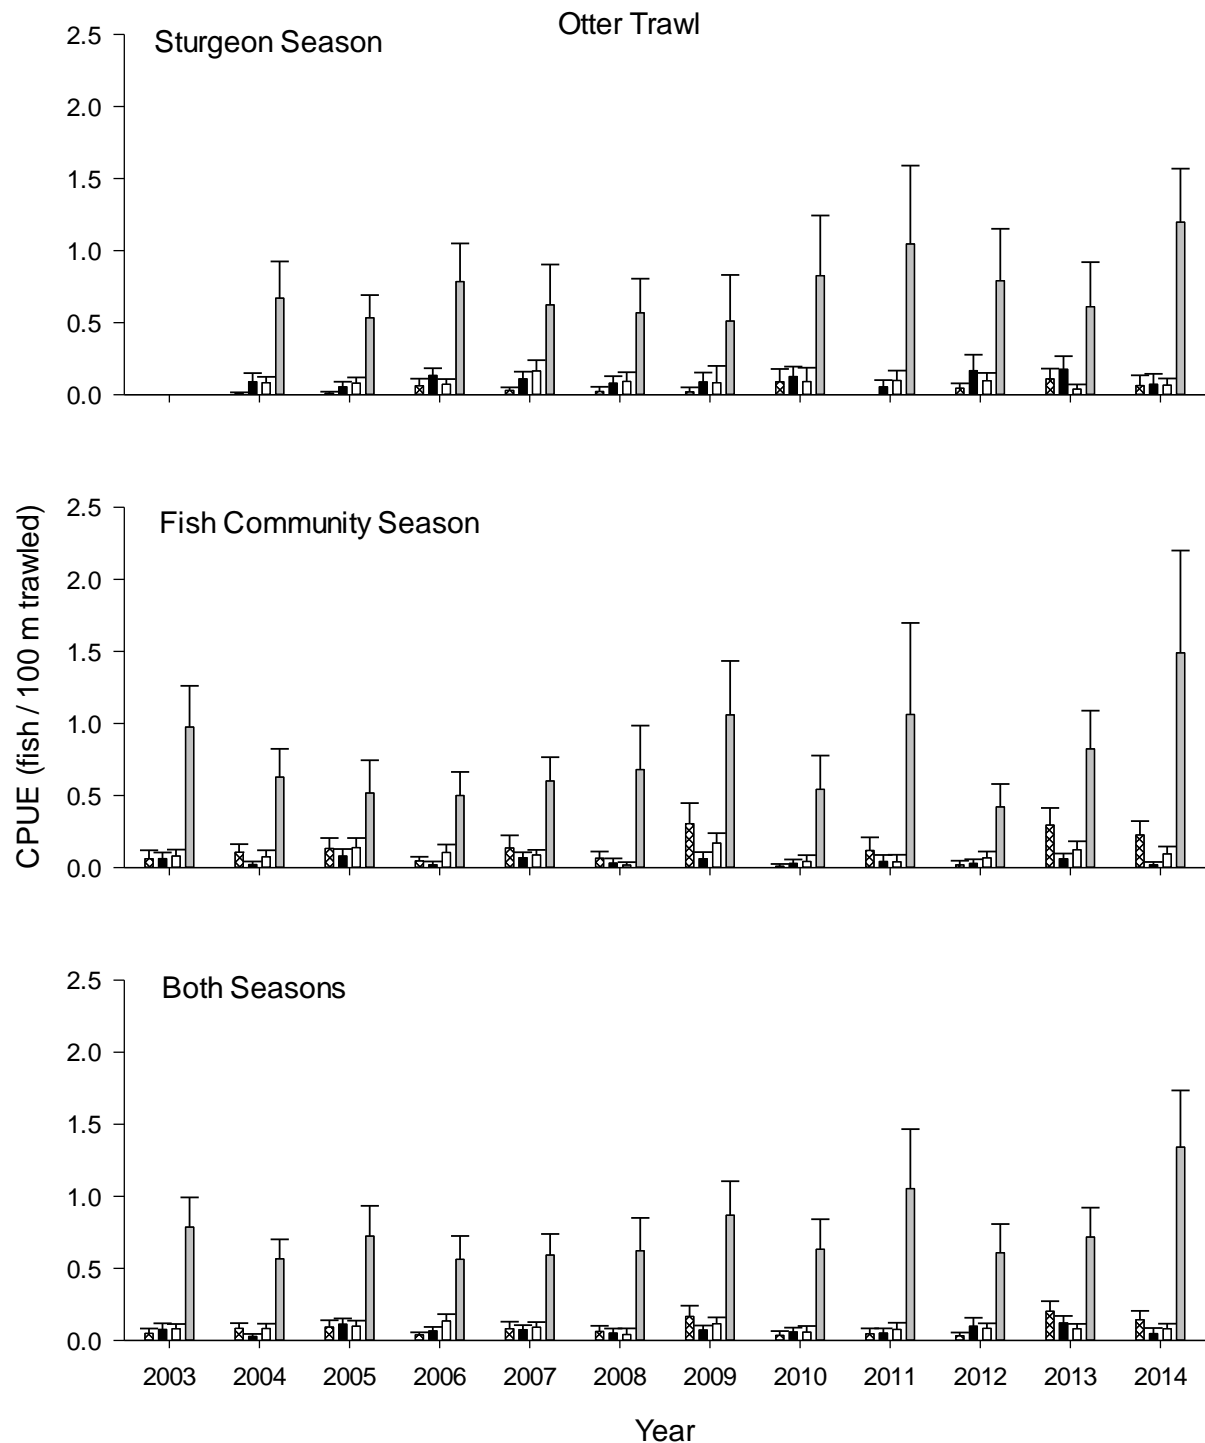 Otter Trawl
Sturgeon Season
2.5
2.0
1.5
1.0
0.5
0.0
CPUE (fish / 100 m trawled)
Fish Community Season
2.5
2.0
1.5
1.0
0.5
0.0
Both Seasons
2.5
2.0
1.5
1.0
0.5
0.0
2003 2004 2005 2006 2007 2008 2009 2010 2011 2012 2013 2014
Year